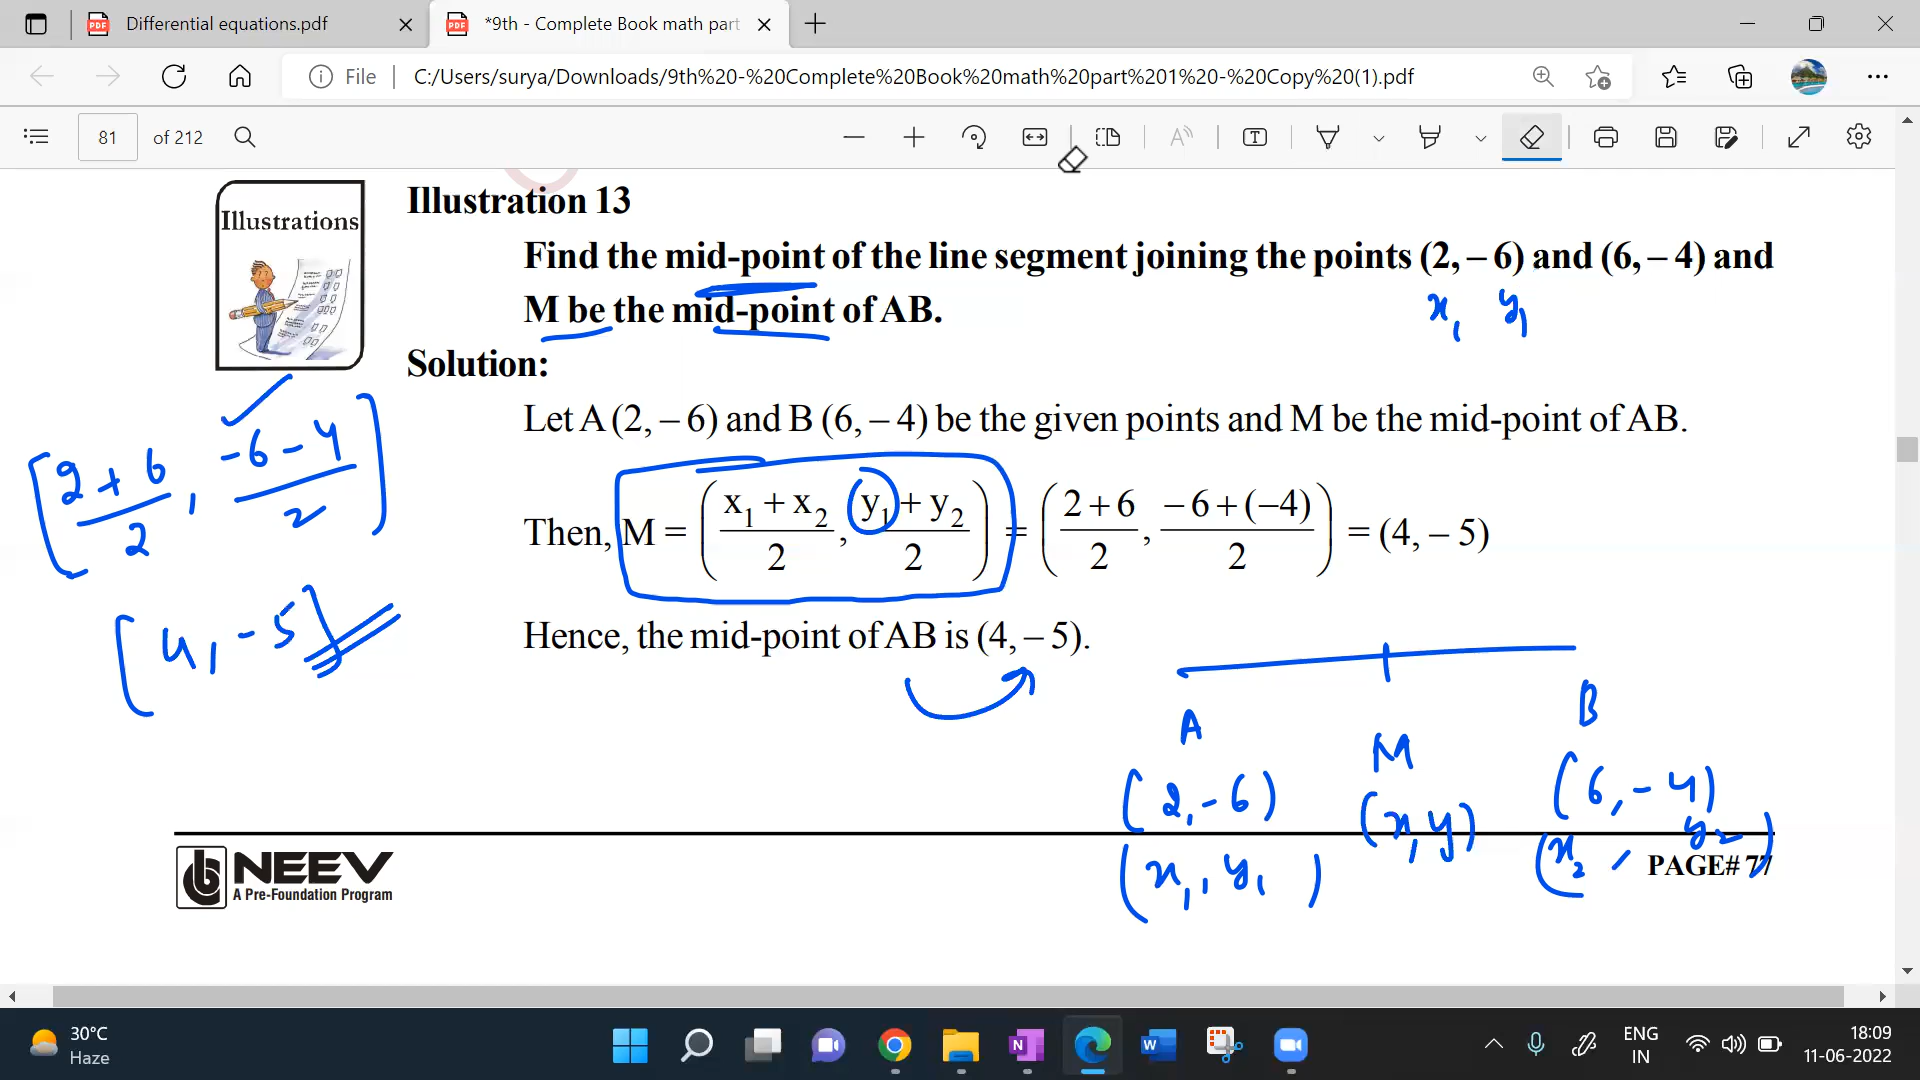 Differential equations.pdf
*9th - Complete Book math part
File
C:/Users/surya/Downloads/9th%20-%20Complete%20Book%20math%20part%201%20-%20Copy%20(1).pdf
81 of 212
Illustrations
Illustration 13
Find the mid-point of the line segment joining the points (2, – 6) and (6, – 4) and
M be the mid-point of AB.
x₁ y₁
Solution:
Let A (2, – 6) and B (6, – 4) be the given points and M be the mid-point of AB.
[(2 + 6)/2 , (-6 - 4)/2]
Then, M = ((x₁ + x₂)/2, (y₁ + y₂)/2) = ((2 + 6)/2, (– 6 + (–4))/2) = (4, – 5)
[4, -5]
Hence, the mid-point of AB is (4, – 5).
A M B
(2, -6) (x, y) (6, -4)
(x₁, y₁) (x₂, y₂)
NEEV
A Pre-Foundation Program
PAGE# 77
30°C
Haze
ENG
IN
18:09
11-06-2022